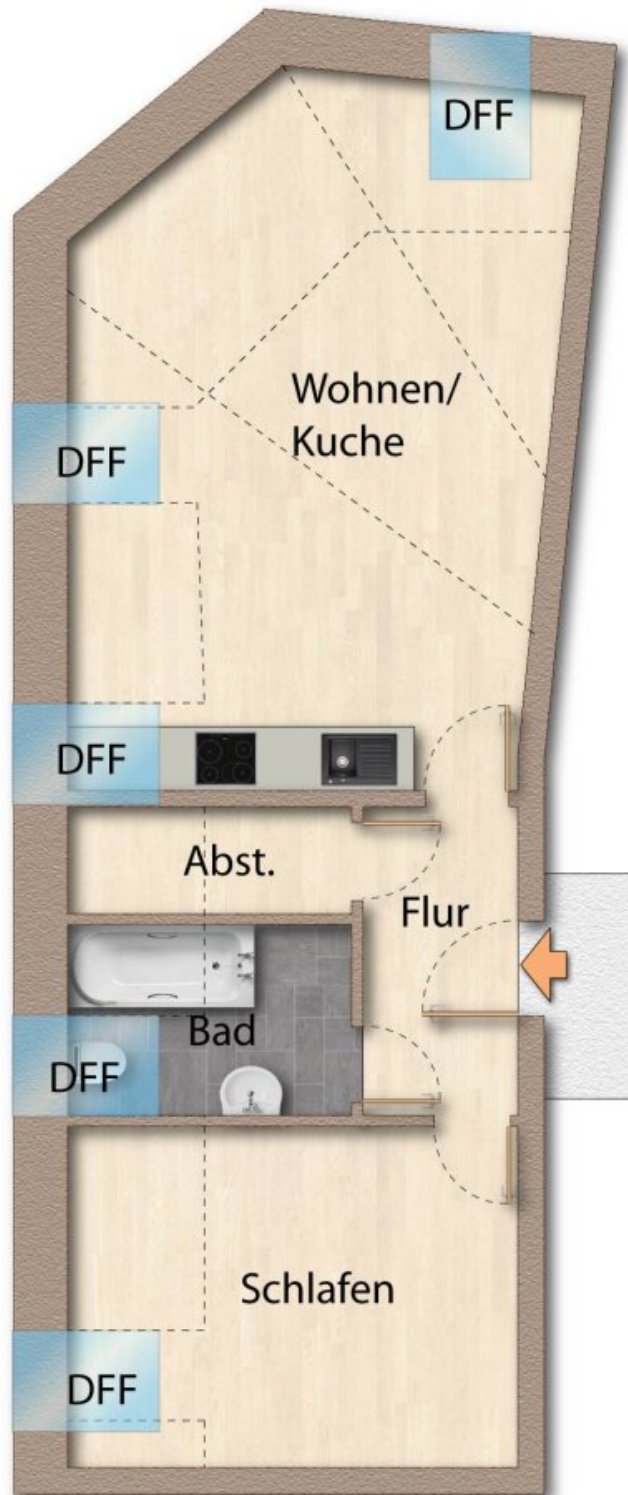 DFF
Wohnen/
Kuche
DFF
DFF
Abst.
Flur
Bad
DFF
Schlafen
DFF